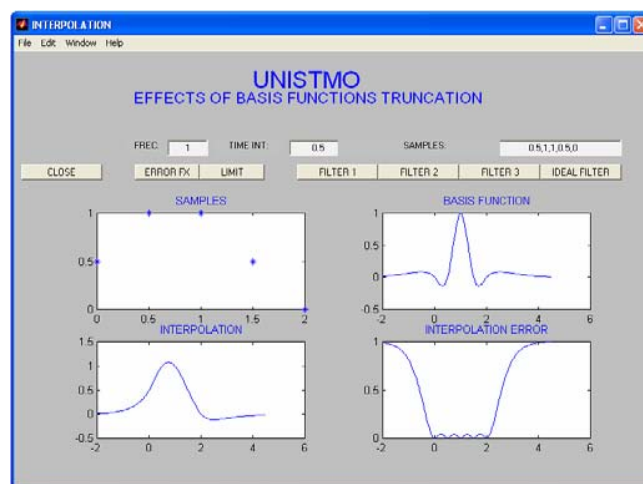 INTERPOLATION
File Edit Window Help
UNISTMO
EFFECTS OF BASIS FUNCTIONS TRUNCATION
FREC: 1 TIME INT: 0.5 SAMPLES: 0.5,1,1,0.5,0
CLOSE ERROR FX LIMIT FILTER 1 FILTER 2 FILTER 3 IDEAL FILTER
SAMPLES
1
0.5
0
0 0.5 1 1.5 2
BASIS FUNCTION
1
0.5
0
-0.5
-2 0 2 4 6
INTERPOLATION
1.5
1
0.5
0
-0.5
-2 0 2 4 6
INTERPOLATION ERROR
1
0.5
0
-2 0 2 4 6